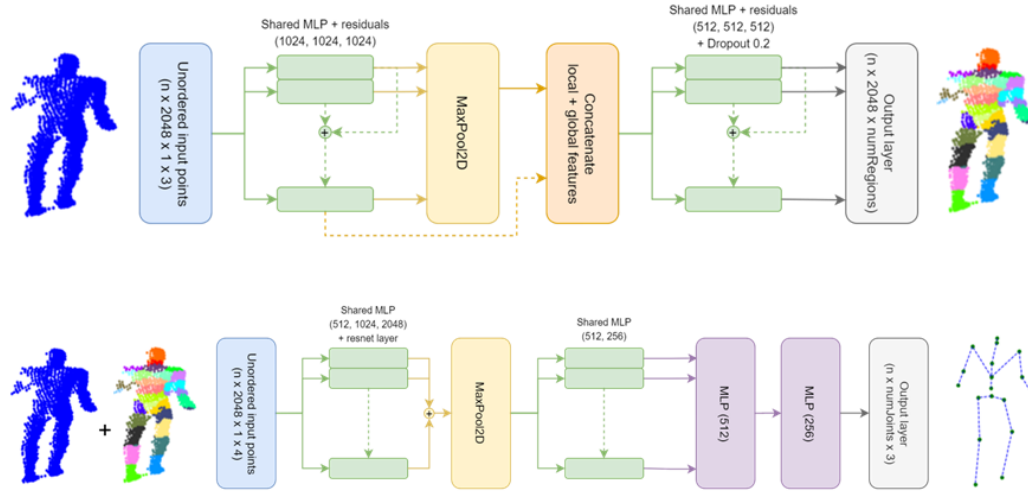 Shared MLP + residuals
(1024, 1024, 1024)
Shared MLP + residuals
(512, 512, 512)
+ Dropout 0.2
Unordered input points
(n x 2048 x 1 x 3)
+
MaxPool2D
Concatenate
local + global features
+
Output layer
(n x 2048 x numRegions)
Shared MLP
(512, 1024, 2048)
+ resnet layer
Shared MLP
(512, 256)
+
Unordered input points
(n x 2048 x 1 x 4)
+
MaxPool2D
MLP (512)
MLP (256)
Output layer
(n x numJoints x 3)